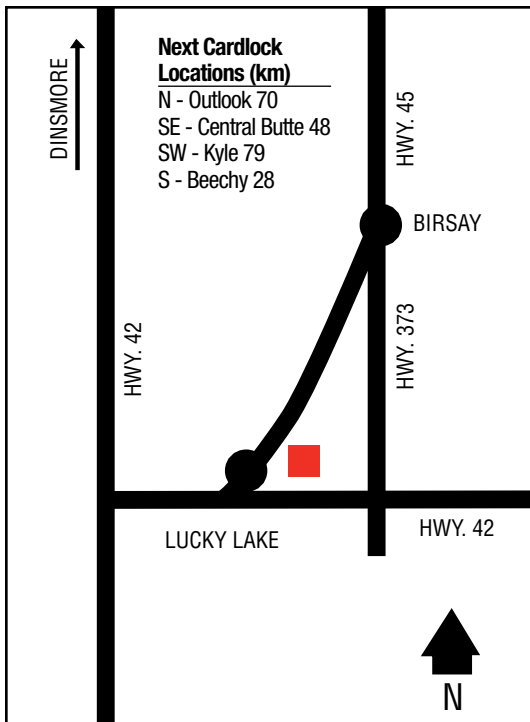 DINSMORE
Next Cardlock
Locations (km)
N - Outlook 70
SE - Central Butte 48
SW - Kyle 79
S - Beechy 28
HWY. 45
BIRSAY
HWY. 42
HWY. 373
LUCKY LAKE
HWY. 42
N